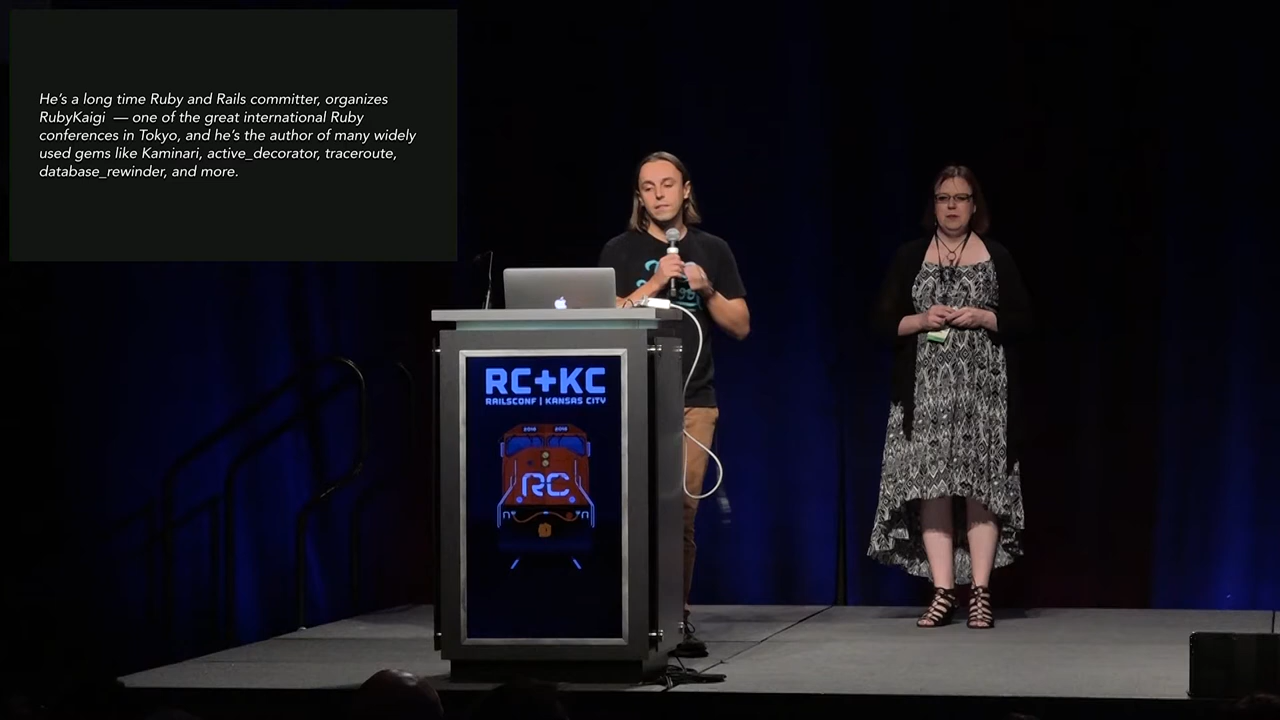 He's a long time Ruby and Rails committer, organizes
RubyKaigi — one of the great international Ruby
conferences in Tokyo, and he's the author of many widely
used gems like Kaminari, active_decorator, traceroute,
database_rewinder, and more.
RC+KC
RAILSCONF | KANSAS CITY
RC